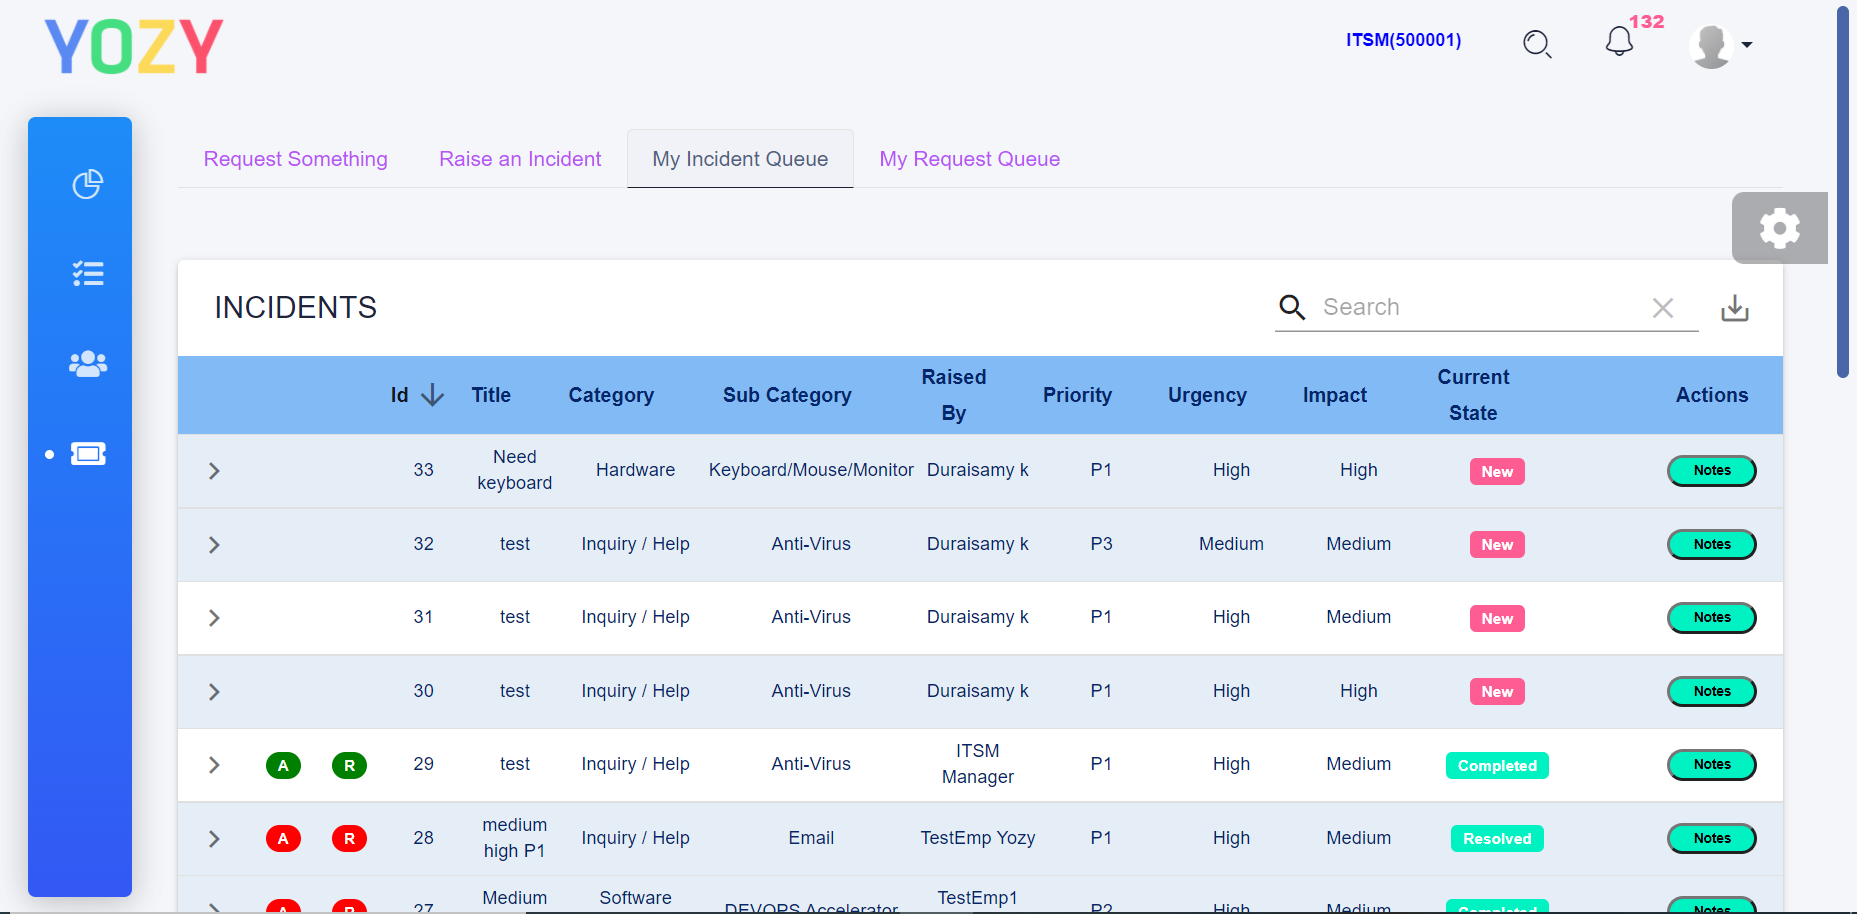 YOZY
ITSM(500001)
132
Request Something
Raise an Incident
My Incident Queue
My Request Queue
INCIDENTS
Search
Id Title Category Sub Category Raised By Priority Urgency Impact Current State Actions
33 Need keyboard Hardware Keyboard/Mouse/Monitor Duraisamy k P1 High High New Notes
32 test Inquiry / Help Anti-Virus Duraisamy k P3 Medium Medium New Notes
31 test Inquiry / Help Anti-Virus Duraisamy k P1 High Medium New Notes
30 test Inquiry / Help Anti-Virus Duraisamy k P1 High High New Notes
A R 29 test Inquiry / Help Anti-Virus ITSM Manager P1 High Medium Completed Notes
A R 28 medium high P1 Inquiry / Help Email TestEmp Yozy P1 High Medium Resolved Notes
A R 27 Medium Software DEVOPS Accelerator TestEmp1 P2 High Medium Completed Notes